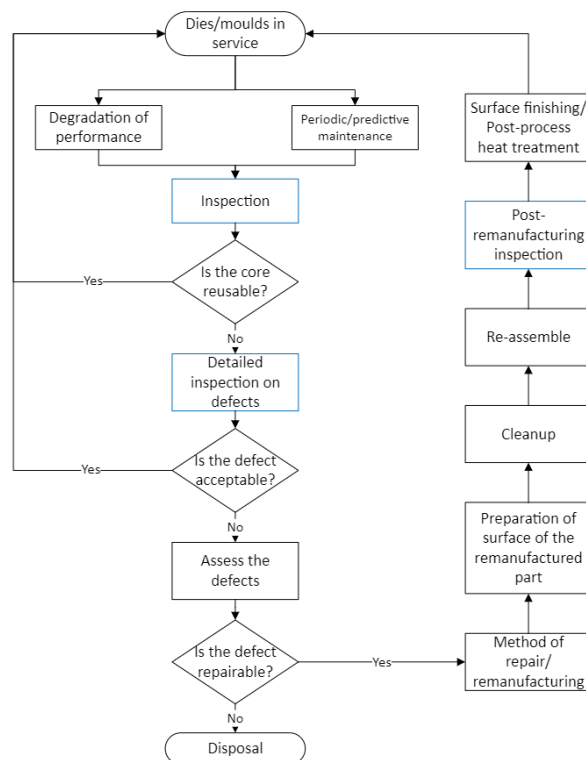 Dies/moulds in
service
Degradation of
performance
Periodic/predictive
maintenance
Inspection
Is the core
reusable?
Yes
No
Detailed
inspection on
defects
Is the defect
acceptable?
Yes
No
Assess the
defects
Is the defect
repairable?
Yes
No
Disposal
Method of
repair/
remanufacturing
Preparation of
surface of the
remanufactured
part
Cleanup
Re-assemble
Post-
remanufacturing
inspection
Surface finishing/
Post-process
heat treatment